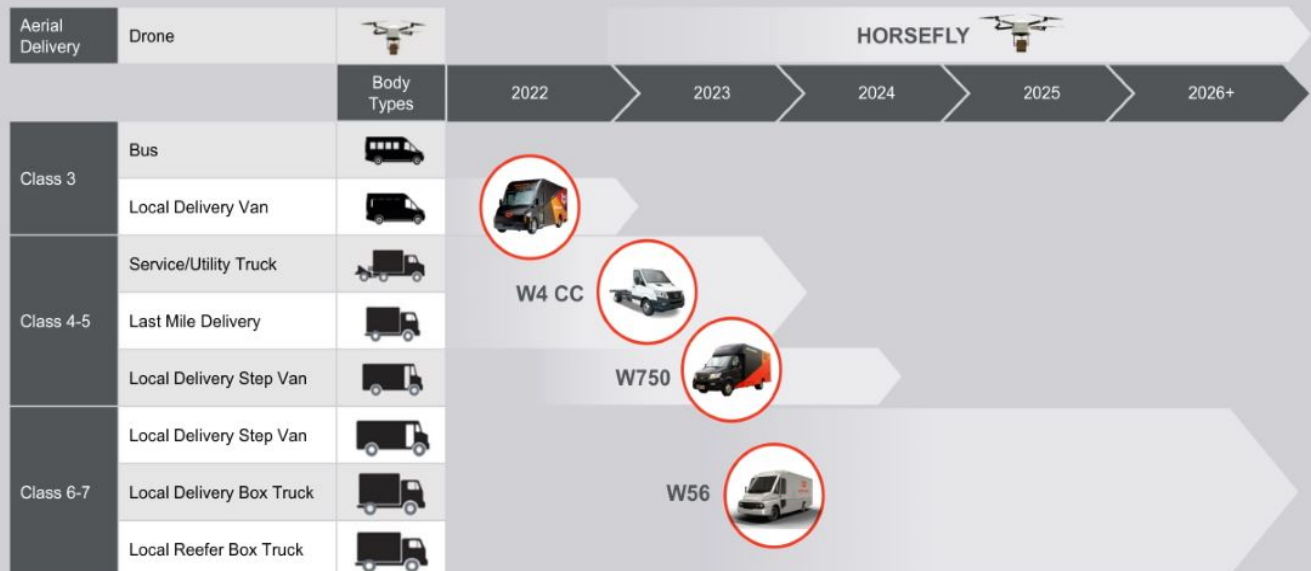 Aerial
Delivery
Drone
HORSEFLY
Body
Types
2022
2023
2024
2025
2026+
Class 3
Bus
Local Delivery Van
Class 4-5
Service/Utility Truck
W4 CC
Last Mile Delivery
Local Delivery Step Van
W750
Class 6-7
Local Delivery Step Van
Local Delivery Box Truck
W56
Local Reefer Box Truck